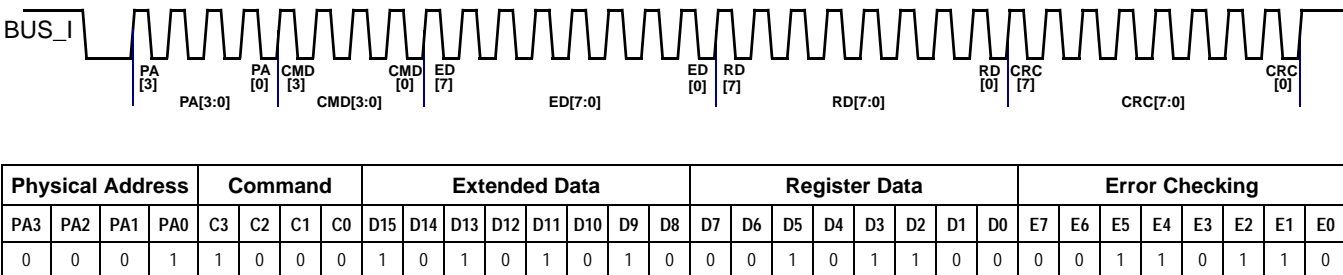 BUS_I
PA [3] PA [0] CMD [3] CMD [0] ED [7] ED [0] RD [7] RD [0] CRC [7] CRC [0]
PA[3:0] CMD[3:0] ED[7:0] RD[7:0] CRC[7:0]
Physical Address Command Extended Data Register Data Error Checking
PA3 PA2 PA1 PA0 C3 C2 C1 C0 D15 D14 D13 D12 D11 D10 D9 D8 D7 D6 D5 D4 D3 D2 D1 D0 E7 E6 E5 E4 E3 E2 E1 E0
0 0 0 1 1 0 0 0 1 0 1 0 1 0 1 0 0 0 1 0 1 1 0 0 0 0 1 1 0 1 1 0